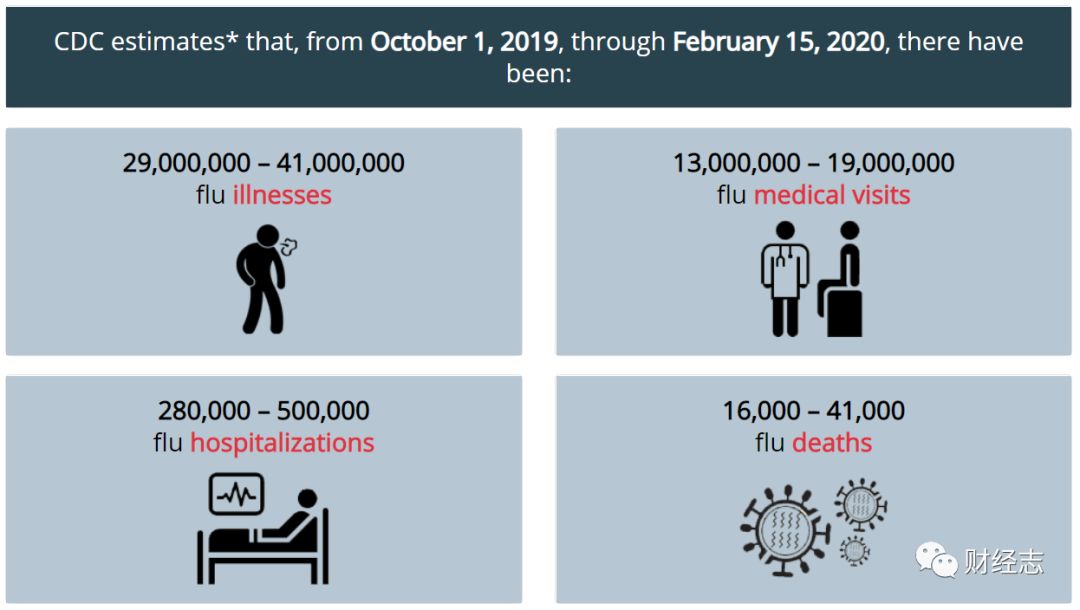 CDC estimates* that, from October 1, 2019, through February 15, 2020, there have
been:
29,000,000 – 41,000,000
flu illnesses
13,000,000 – 19,000,000
flu medical visits
280,000 – 500,000
flu hospitalizations
16,000 – 41,000
flu deaths
财经志